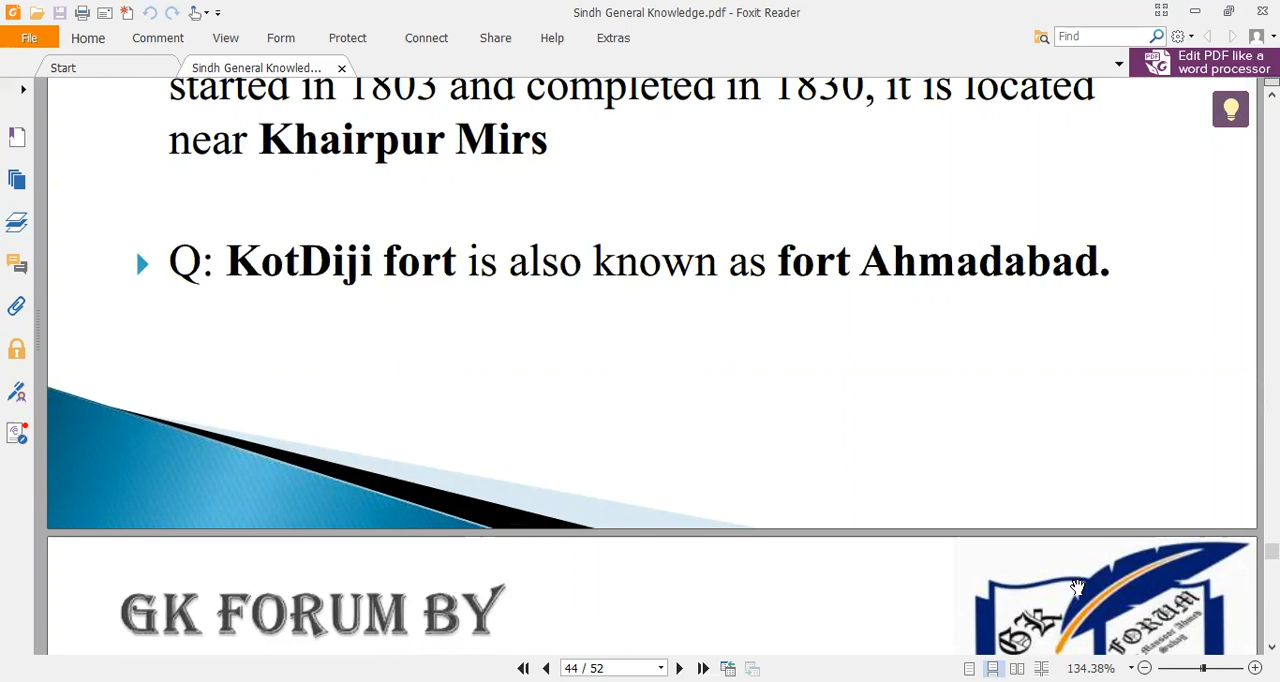 Sindh General Knowledge.pdf - Foxit Reader
File Home Comment View Form Protect Connect Share Help Extras
Find
Start
Sindh General Knowled...
Edit PDF like a
word processor
started in 1803 and completed in 1830, it is located
near Khairpur Mirs
Q: KotDiji fort is also known as fort Ahmadabad.
GK FORUM BY
GK FORUM
44 / 52
134.38%